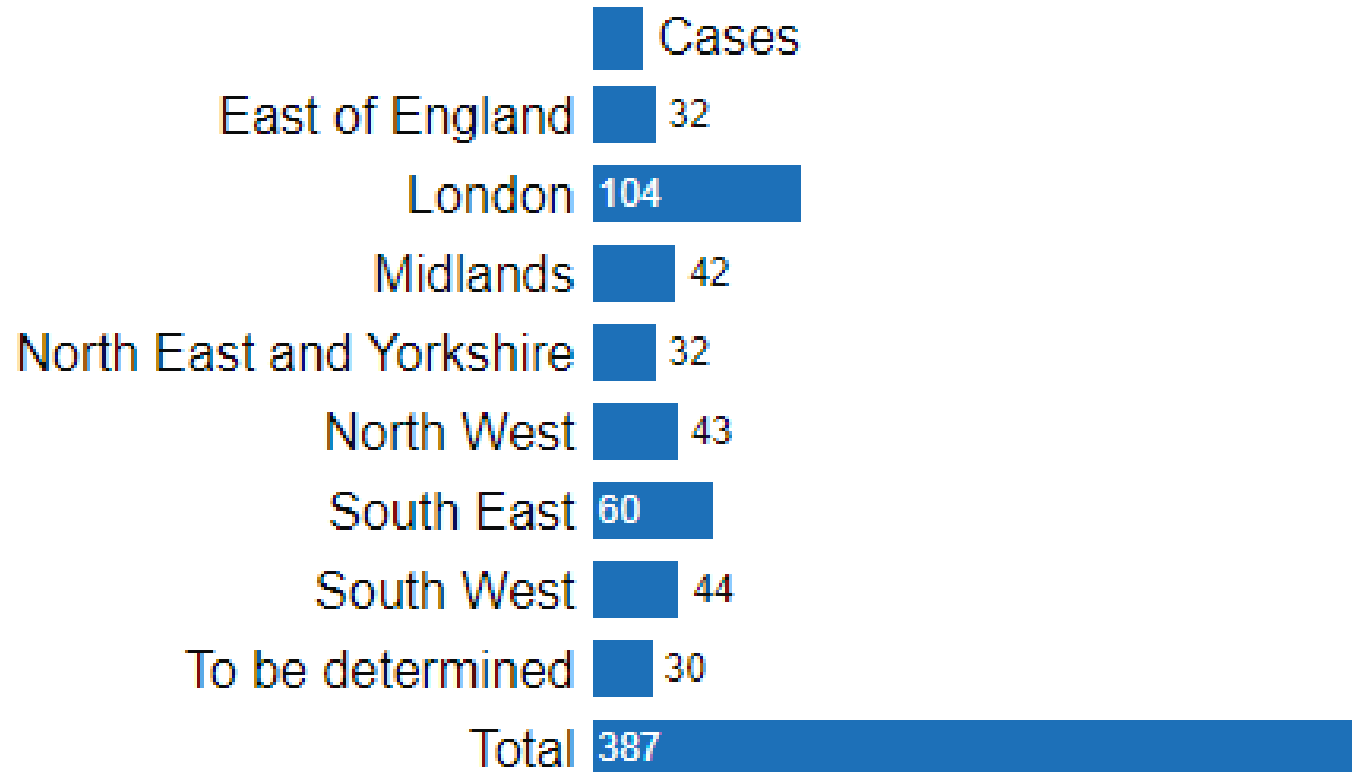 Cases
East of England 32
London 104
Midlands 42
North East and Yorkshire 32
North West 43
South East 60
South West 44
To be determined 30
Total 387